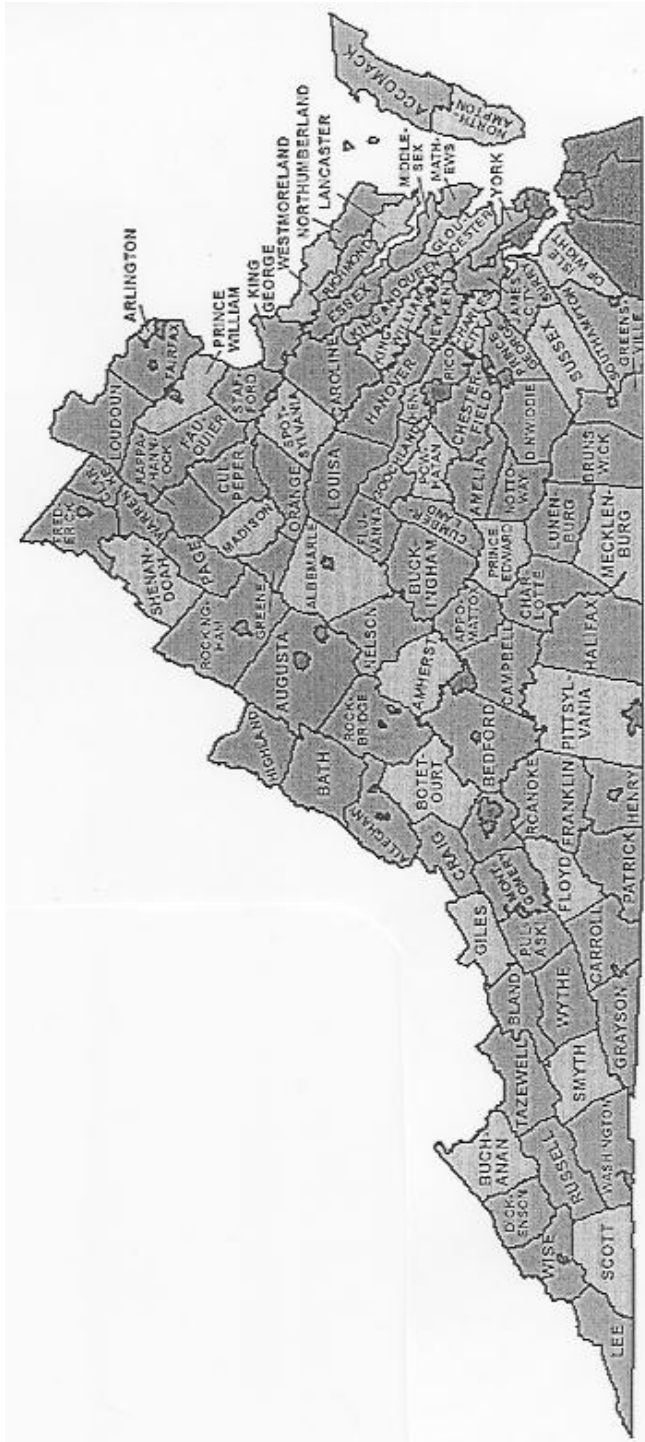 ARLINGTON
PRINCE
WILLIAM
KING
GEORGE
WESTMORELAND
NORTHUMBERLAND
LANCASTER
MIDDLE-
SEX
MATH-
EWS
YORK
ACCOMACK
NORTH-
AMPTON
FRED-
ERICK
CLARKE
LOUDOUN
FAIRFAX
WARREN
RAPPA-
HANN-
OCK
FAU-
QUIER
STAF-
FORD
SHENAN-
DOAH
PAGE
CUL-
PEPER
MADISON
ROCKING-
HAM
GREENE
ORANGE
SPOT-
SYLVANIA
CAROLINE
RICHMOND
ESSEX
KING AND QUEEN
KING
WILLIAM
GLOU-
CESTER
HIGHLAND
AUGUSTA
ALBEMARLE
LOUISA
HANOVER
NEW KENT
BATH
ROCK-
BRIDGE
NELSON
FLU-
VANNA
GOOCHLAND
HEN-
RICO
CHARLES
CITY
JAMES
CITY
ALLEGHANY
BOTET-
OURT
AMHERST
BUCK-
INGHAM
CUMBER-
LAND
POW-
HATAN
CHESTER-
FIELD
PRINCE
GEORGE
SURRY
ISLE
OF WIGHT
CRAIG
BEDFORD
APPO-
MATTOX
PRINCE
EDWARD
AMELIA
NOTTO-
WAY
DINWIDDIE
SUSSEX
SOUTHAMPTON
GILES
MONT-
GOMERY
ROANOKE
CAMPBELL
CHAR-
LOTTE
LUNEN-
BURG
BRUNS-
WICK
GREENS-
VILLE
BUCH-
ANAN
DICK-
ENSON
TAZEWELL
BLAND
PUL-
ASKI
FLOYD
FRANKLIN
PITTSYL-
VANIA
HALIFAX
MECKLEN-
BURG
WISE
RUSSELL
SMYTH
WYTHE
CARROLL
PATRICK
HENRY
LEE
SCOTT
WASHINGTON
GRAYSON